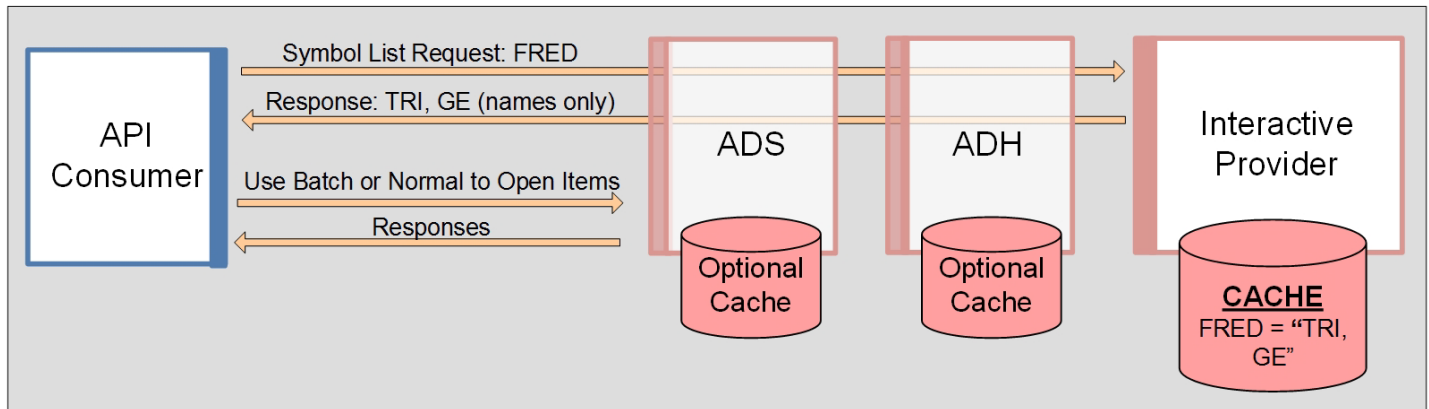 Symbol List Request: FRED
Response: TRI, GE (names only)
API
Consumer
Use Batch or Normal to Open Items
Responses
ADS
Optional
Cache
ADH
Optional
Cache
Interactive
Provider
CACHE
FRED = “TRI,
GE”